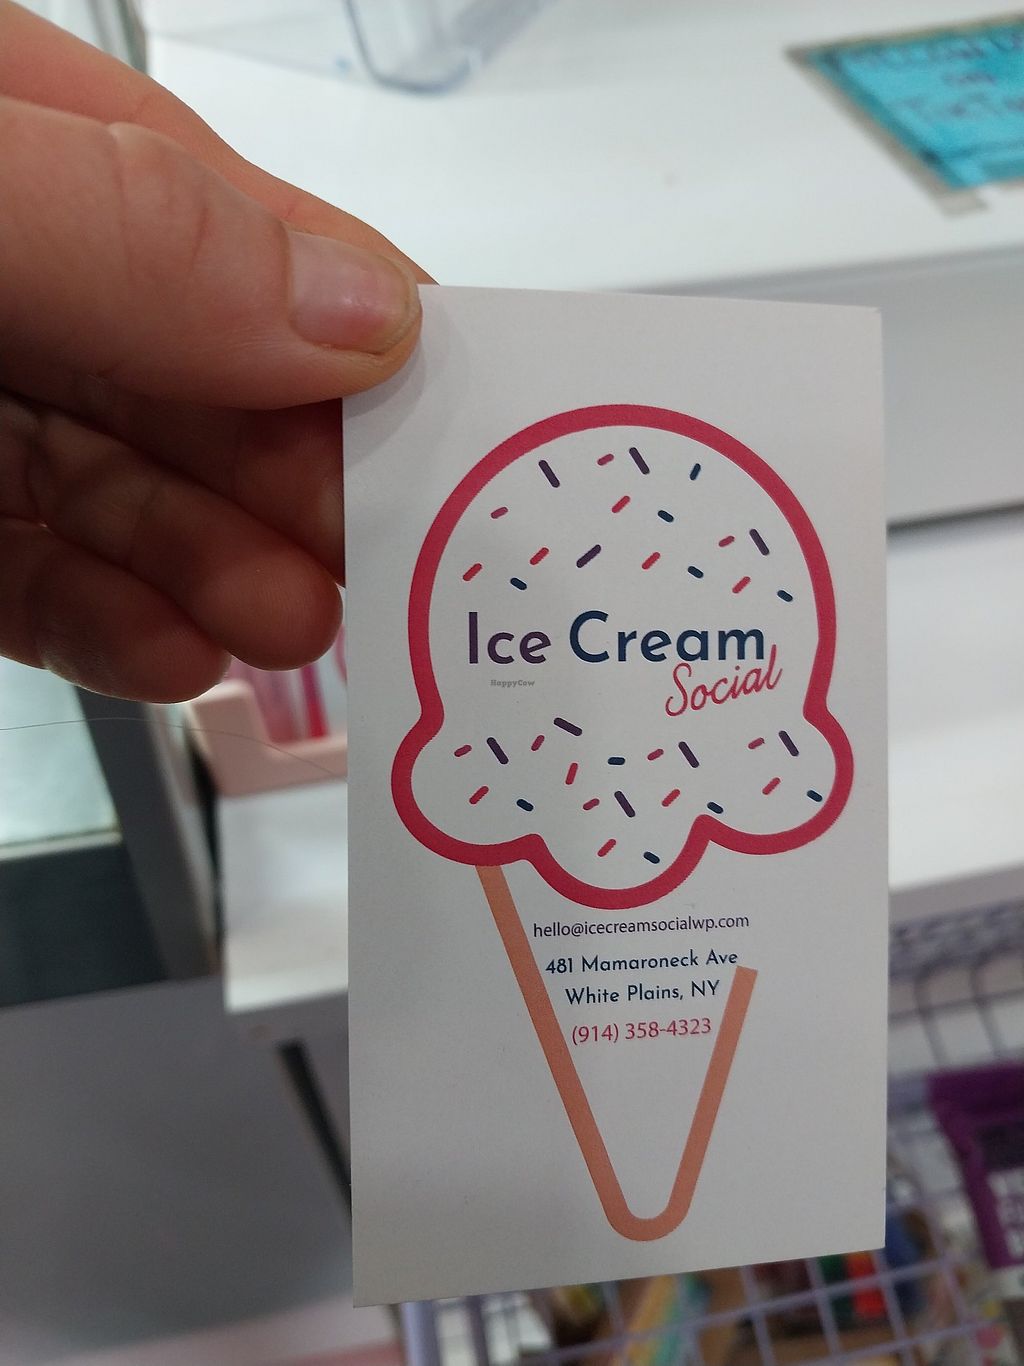 Ice Cream
Social
HappyCow
hello@icecreamsocialwp.com
481 Mamaroneck Ave
White Plains, NY
(914) 358-4323